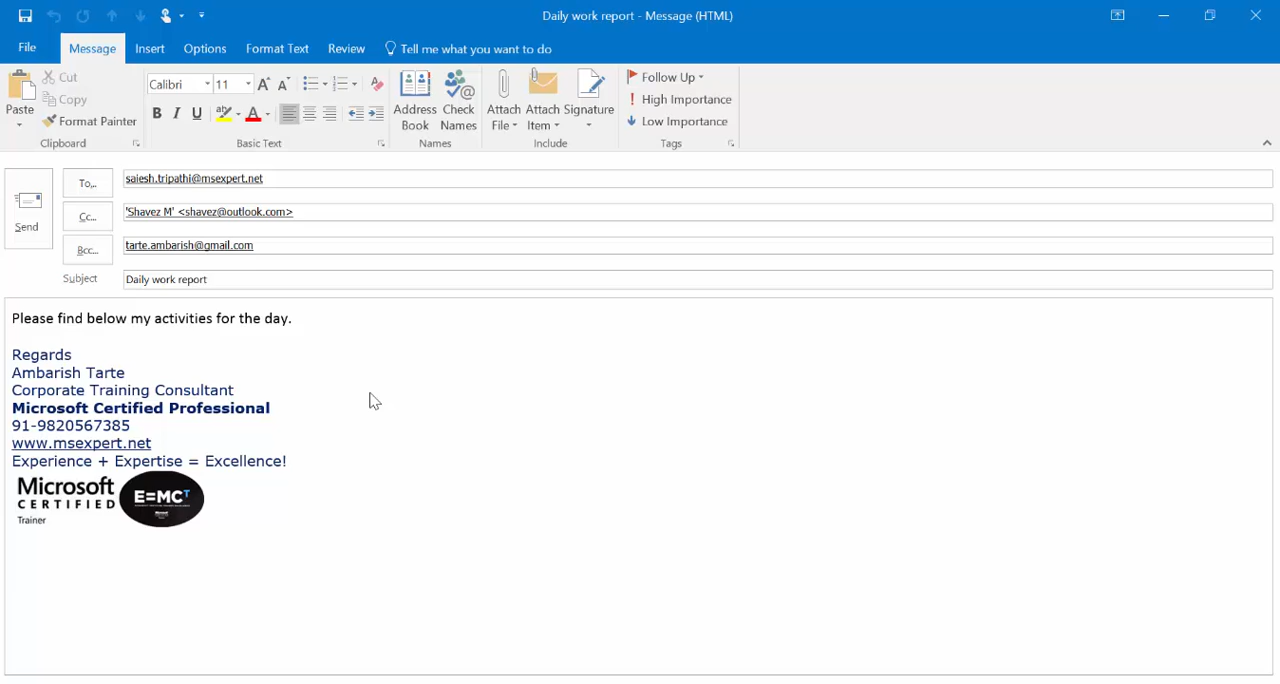 Daily work report - Message (HTML)
File Message Insert Options Format Text Review Tell me what you want to do
Paste
Cut
Copy
Format Painter
Clipboard
Calibri 11
B I U
Basic Text
Address Book
Check Names
Names
Attach File
Attach Item
Signature
Include
Follow Up
High Importance
Low Importance
Tags
Send
To... saiesh.tripathi@msexpert.net
Cc... 'Shavez M' <shavez@outlook.com>
Bcc... tarte.ambarish@gmail.com
Subject Daily work report
Please find below my activities for the day.
Regards
Ambarish Tarte
Corporate Training Consultant
Microsoft Certified Professional
91-9820567385
www.msexpert.net
Experience + Expertise = Excellence!
Microsoft
CERTIFIED
Trainer
E=MCT